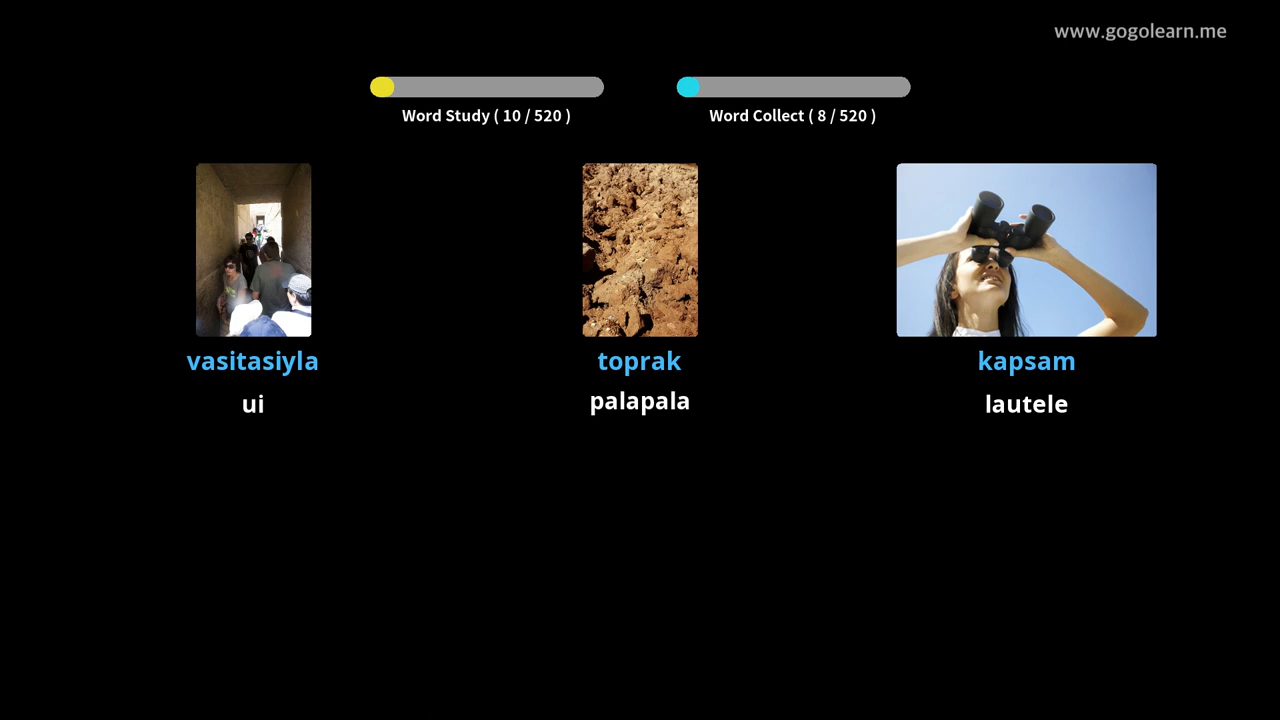 www.gogolearn.me
Word Study ( 10 / 520 )
Word Collect ( 8 / 520 )
vasitasiyla
toprak
kapsam
ui
palapala
lautele